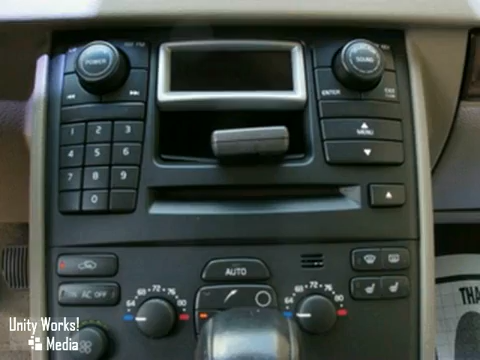 POWER
SOUND
ENTER
EXIT
MENU
1 2 3
4 5 6
7 8 9
0
AUTO
AC OFF
64 68 72 76 80
64 68 72 76 80
THA
Unity Works!
Media